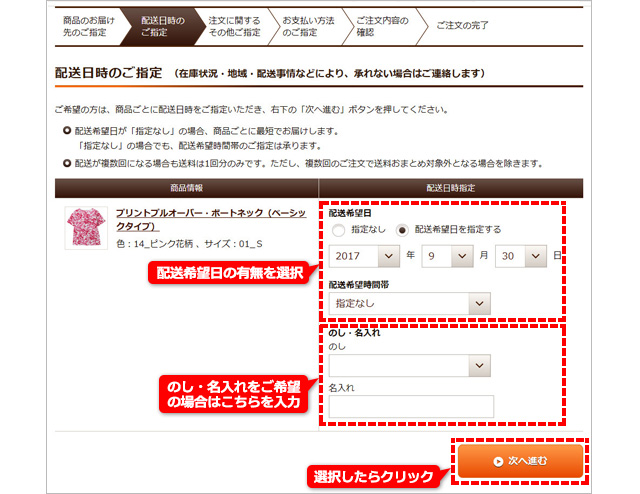 商品のお届け
先のご指定
配送日時の
ご指定
注文に関する
その他ご指定
お支払い方法
のご指定
ご注文内容の
確認
ご注文の完了
配送日時のご指定 （在庫状況・地域・配送事情などにより、承れない場合はご連絡します）
ご希望の方は、商品ごとに配送日時をご指定いただき、右下の「次へ進む」ボタンを押してください。
配送希望日が「指定なし」の場合、商品ごとに最短でお届けします。
「指定なし」の場合でも、配送希望時間帯のご指定は承ります。
配送が複数回になる場合も送料は1回分のみです。ただし、複数回のご注文で送料おまとめ対象外となる場合を除きます。
商品情報
配送日時指定
プリントプルオーバー・ボートネック（ベーシッ
クタイプ）
色：14_ピンク花柄 、サイズ：01_S
配送希望日
指定なし 配送希望日を指定する
2017 年 9 月 30 日
配送希望日の有無を選択
配送希望時間帯
指定なし
のし・名入れ
のし
のし・名入れをご希望
の場合はこちらを入力
名入れ
次へ進む
選択したらクリック